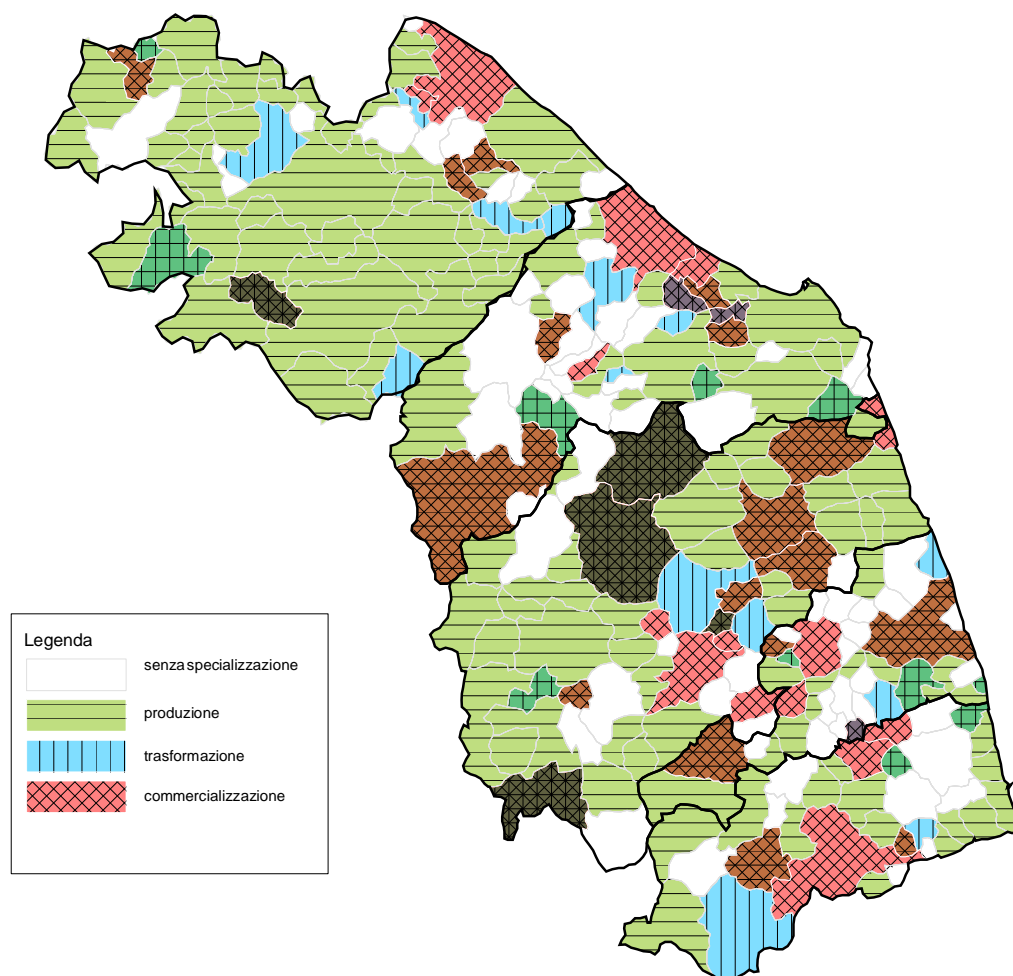 Legenda
senza specializzazione
produzione
trasformazione
commercializzazione